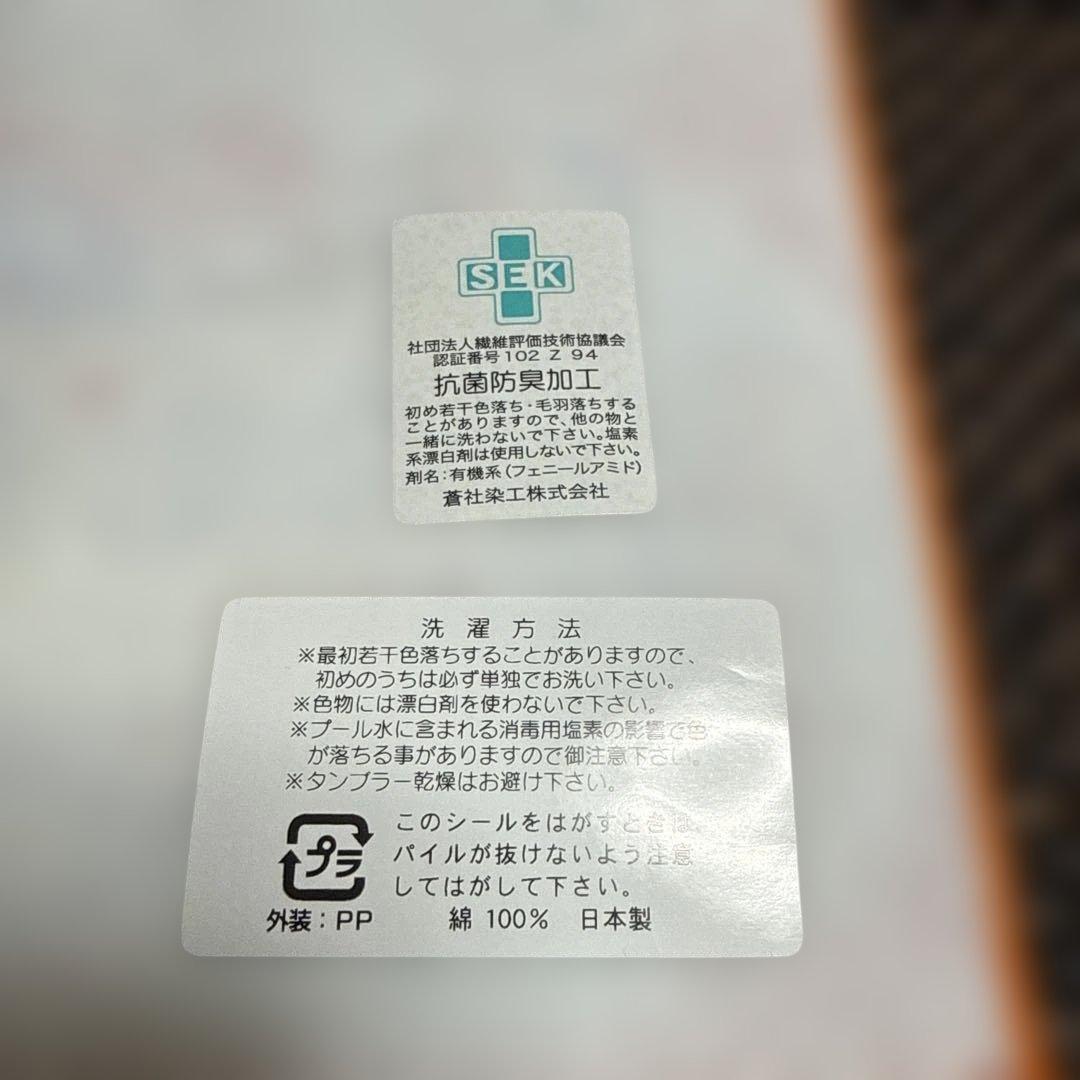 SEK
社団法人繊維評価技術協議会
認証番号102 Z 94
抗菌防臭加工
初め若干色落ち・毛羽落ちする
ことがありますので、他の物と
一緒に洗わないで下さい。塩素
系漂白剤は使用しないで下さい。
剤名：有機系（フェニールアミド）
蒼社染工株式会社
洗濯方法
※最初若干色落ちすることがありますので、
初めのうちは必ず単独でお洗い下さい。
※色物には漂白剤を使わないで下さい。
※プール水に含まれる消毒用塩素の影響で色
が落ちる事がありますので御注意下さい。
※タンブラー乾燥はお避け下さい。
このシールをはがすときは、
パイルが抜けないよう注意
してはがして下さい。
プラ
外装：PP 綿 100% 日本製